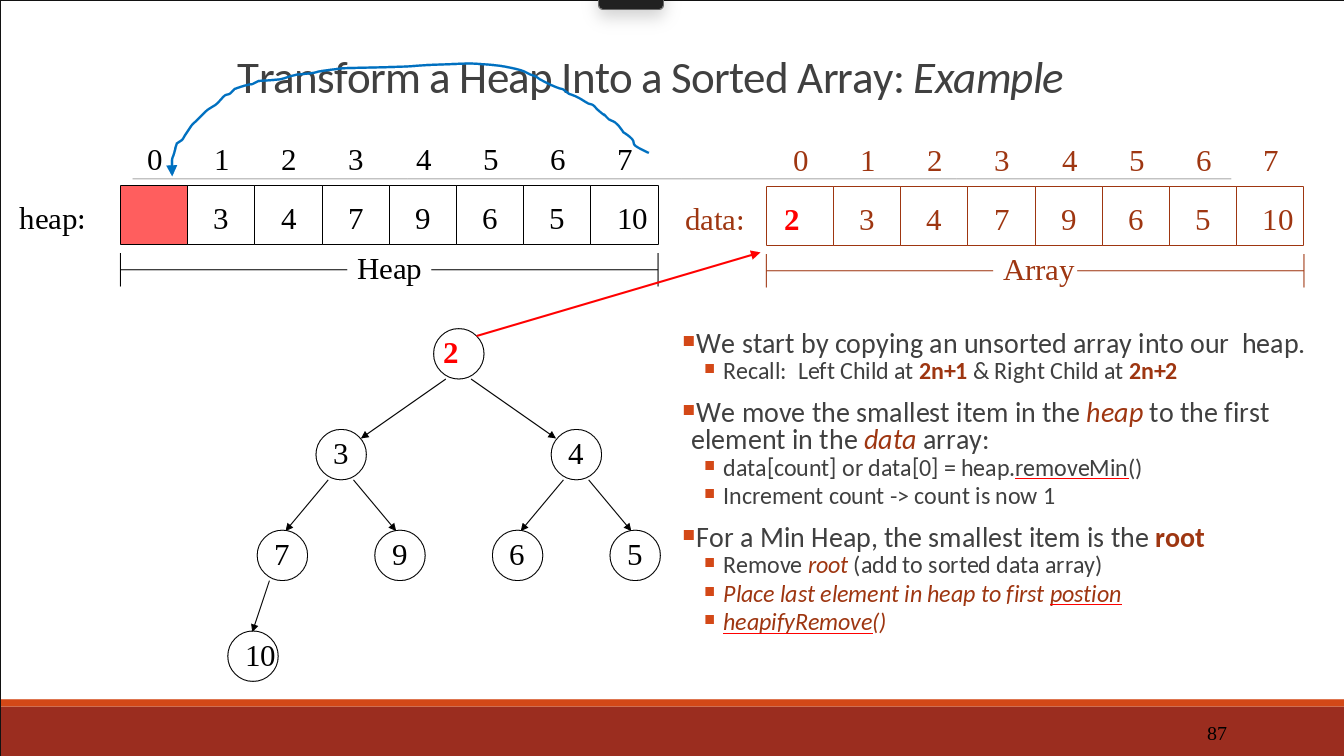 Transform a Heap Into a Sorted Array: Example
0 1 2 3 4 5 6 7
heap: 3 4 7 9 6 5 10
Heap
0 1 2 3 4 5 6 7
data: 2 3 4 7 9 6 5 10
Array
2
3 4
7 9 6 5
10
We start by copying an unsorted array into our heap.
Recall: Left Child at 2n+1 & Right Child at 2n+2
We move the smallest item in the heap to the first
element in the data array:
data[count] or data[0] = heap.removeMin()
Increment count -> count is now 1
For a Min Heap, the smallest item is the root
Remove root (add to sorted data array)
Place last element in heap to first postion
heapifyRemove()
87